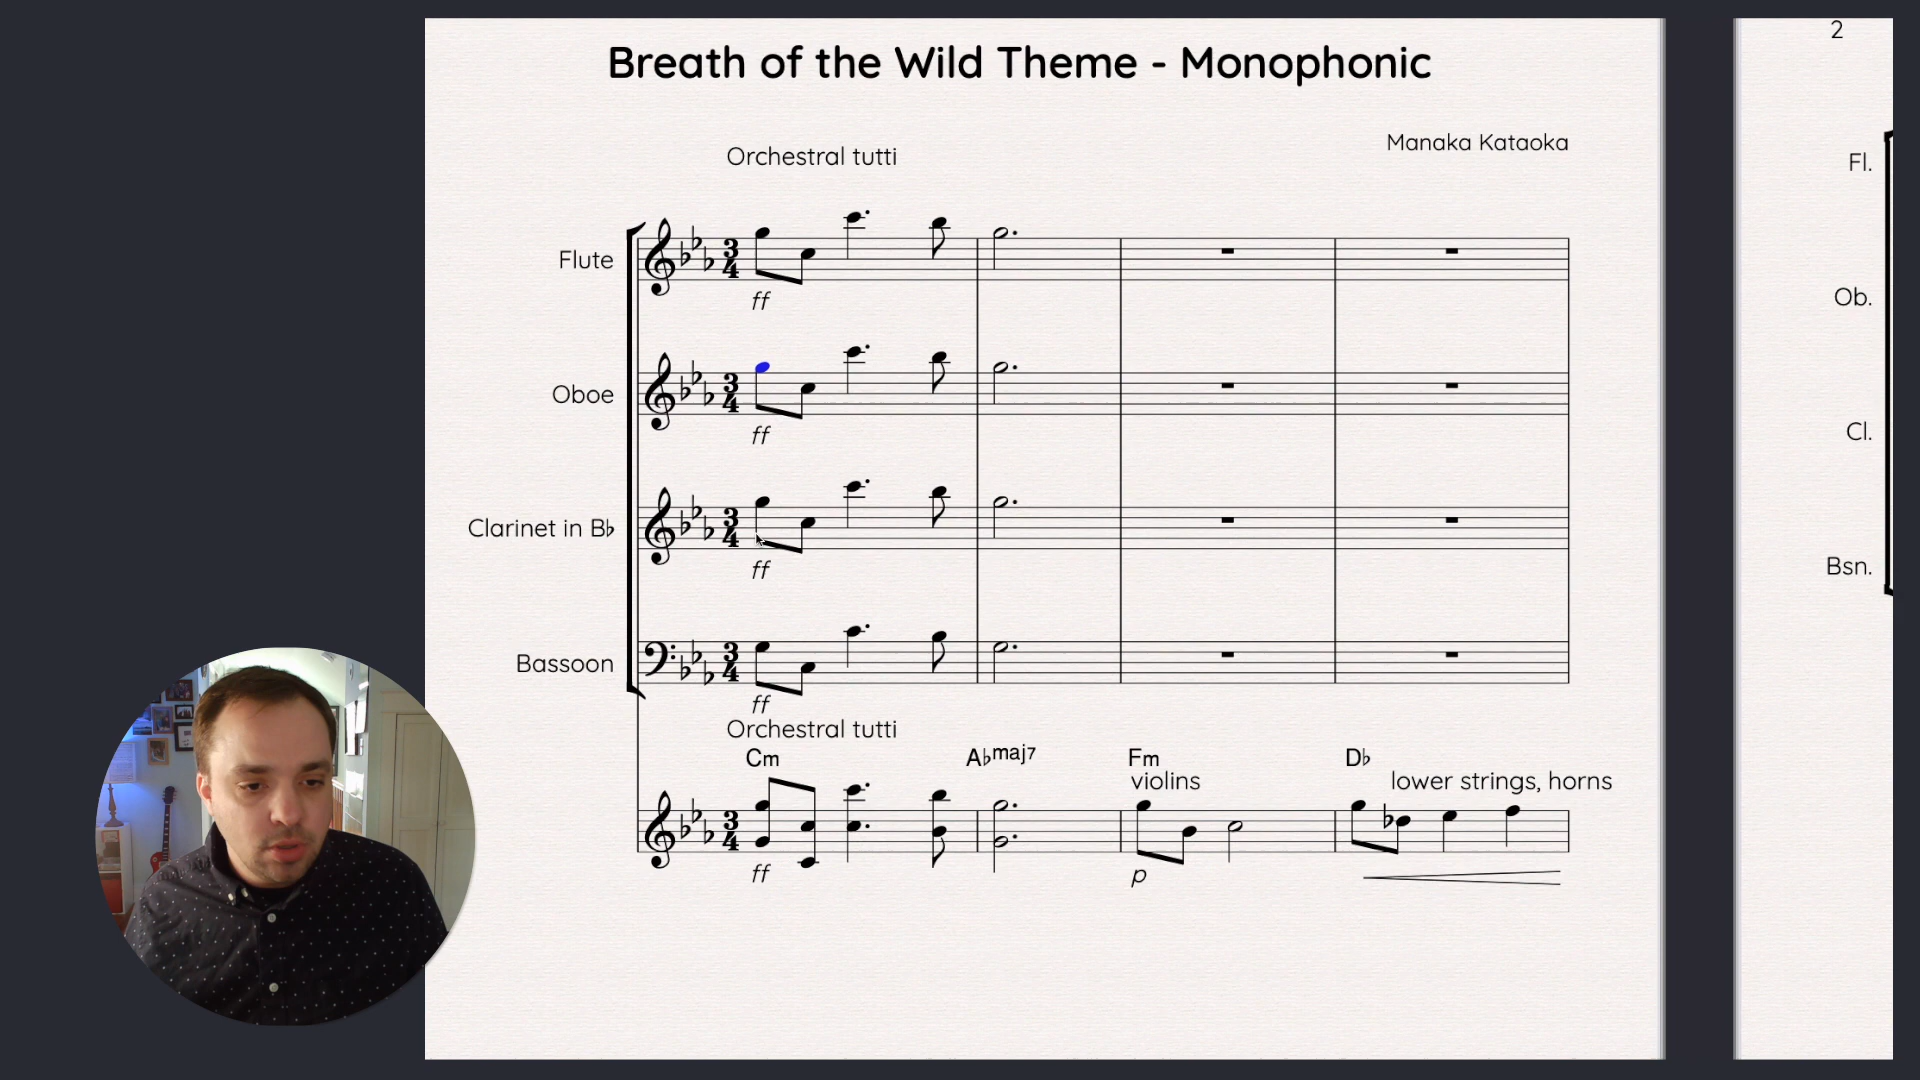 Breath of the Wild Theme - Monophonic
2
Manaka Kataoka
Orchestral tutti
Flute
ff
Oboe
ff
Clarinet in B♭
ff
Bassoon
ff
Orchestral tutti
Cm A♭maj7 Fm D♭
violins lower strings, horns
ff p
Fl.
Ob.
Cl.
Bsn.